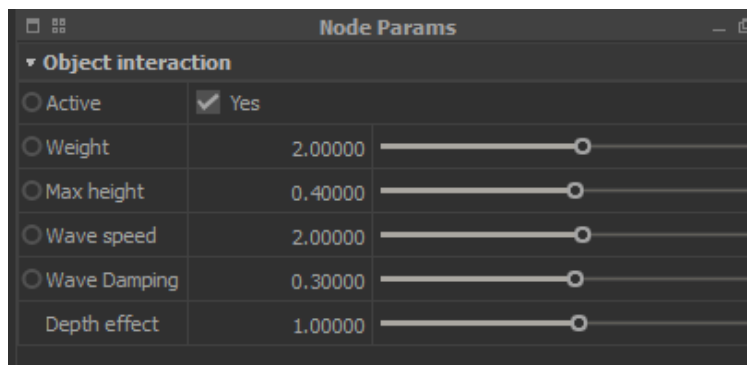 Node Params
Object interaction
Active Yes
Weight 2.00000
Max height 0.40000
Wave speed 2.00000
Wave Damping 0.30000
Depth effect 1.00000